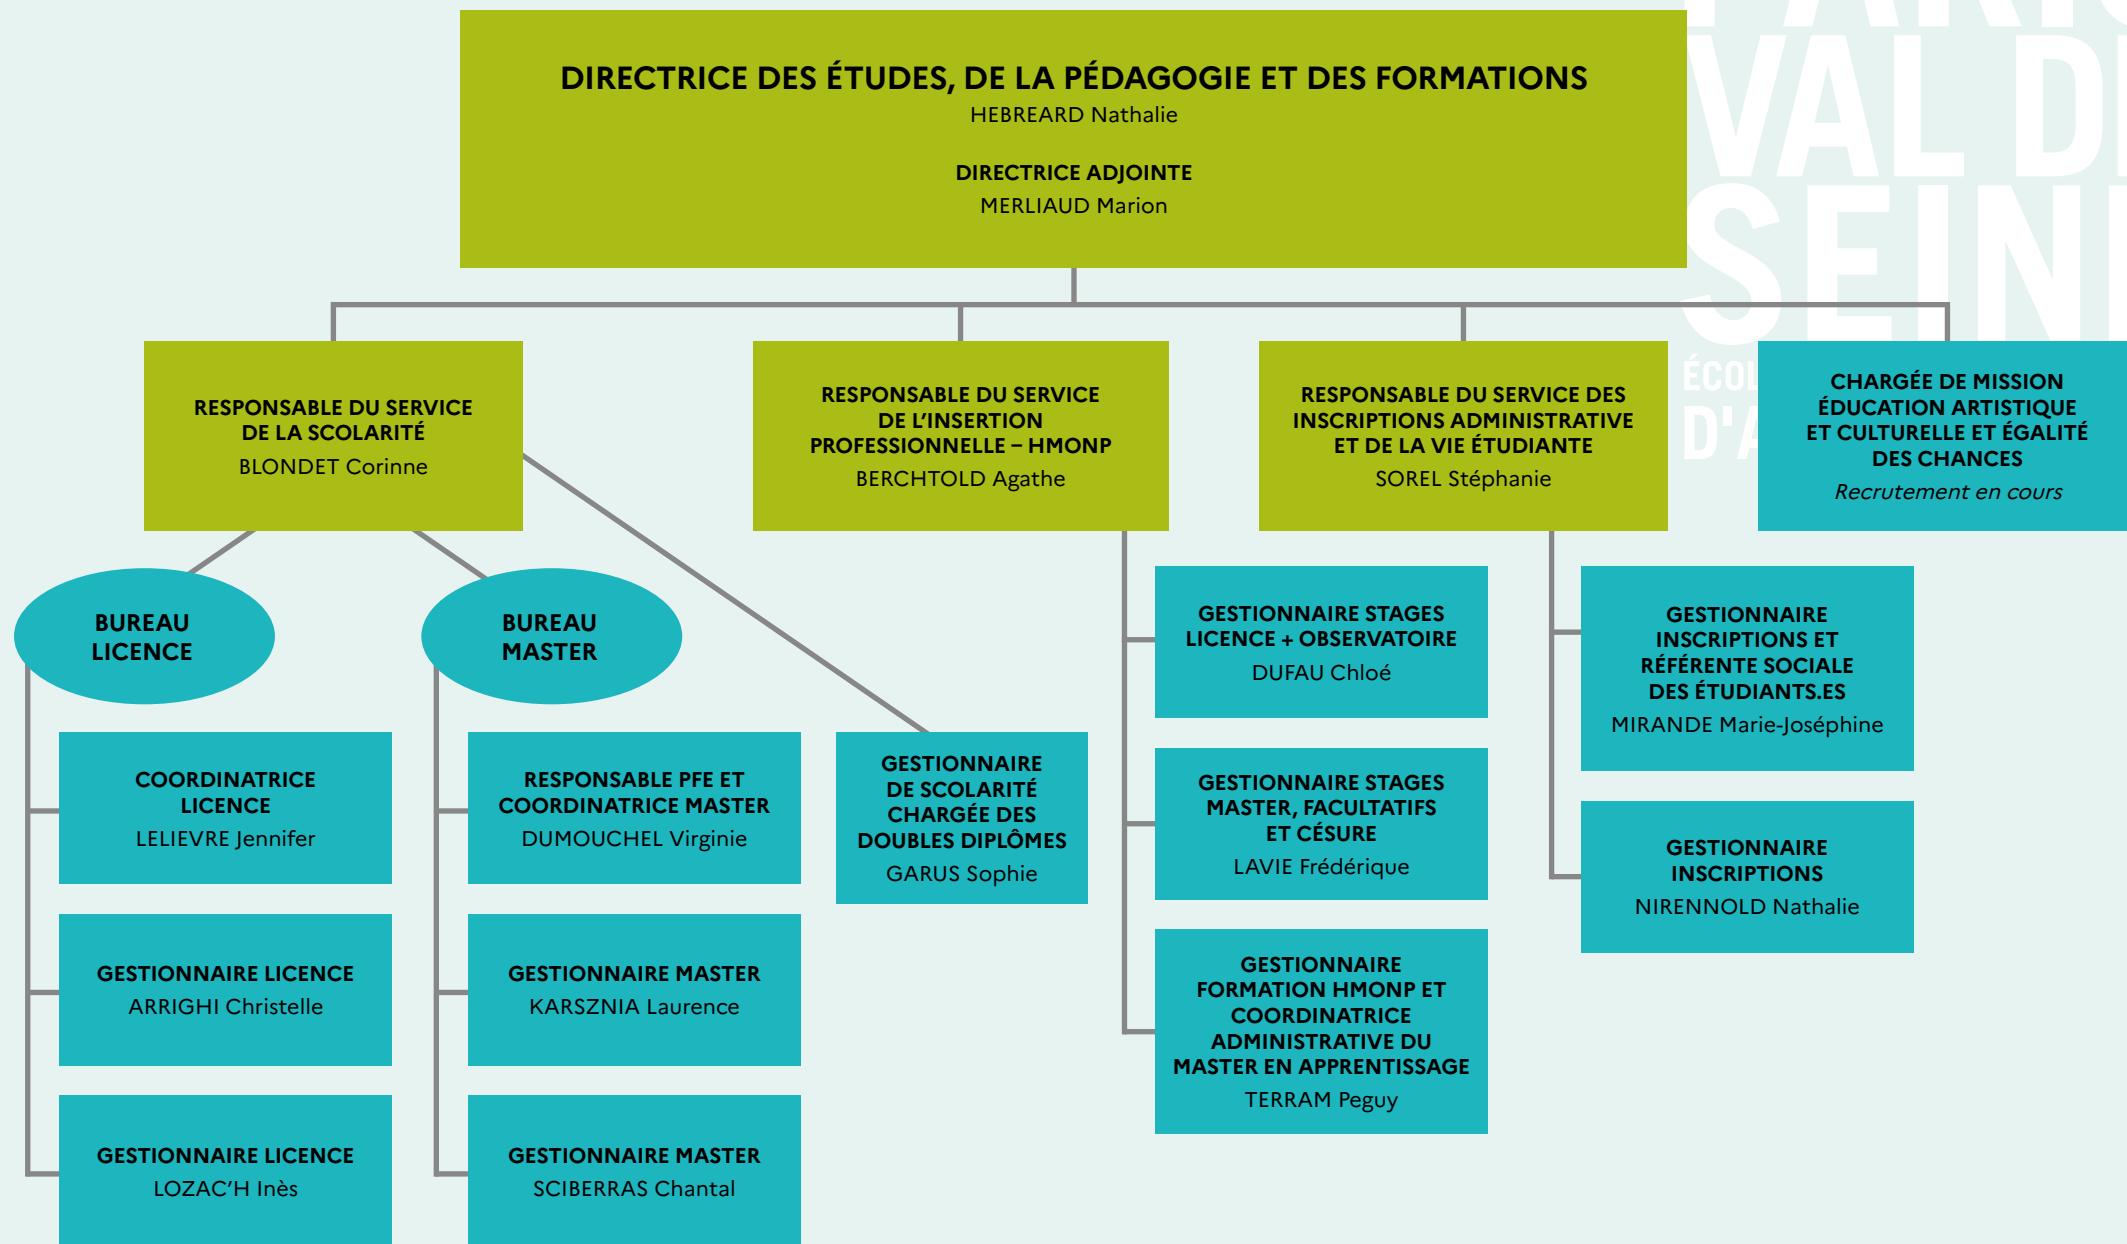 PARIS
VAL DE
SEINE
ÉCOL
D'A
DIRECTRICE DES ÉTUDES, DE LA PÉDAGOGIE ET DES FORMATIONS
HEBREARD Nathalie
DIRECTRICE ADJOINTE
MERLIAUD Marion
RESPONSABLE DU SERVICE
DE LA SCOLARITÉ
BLONDET Corinne
RESPONSABLE DU SERVICE
DE L'INSERTION
PROFESSIONNELLE – HMONP
BERCHTOLD Agathe
RESPONSABLE DU SERVICE DES
INSCRIPTIONS ADMINISTRATIVE
ET DE LA VIE ÉTUDIANTE
SOREL Stéphanie
CHARGÉE DE MISSION
ÉDUCATION ARTISTIQUE
ET CULTURELLE ET ÉGALITÉ
DES CHANCES
Recrutement en cours
BUREAU
LICENCE
BUREAU
MASTER
COORDINATRICE
LICENCE
LELIEVRE Jennifer
GESTIONNAIRE LICENCE
ARRIGHI Christelle
GESTIONNAIRE LICENCE
LOZAC'H Inès
RESPONSABLE PFE ET
COORDINATRICE MASTER
DUMOUCHEL Virginie
GESTIONNAIRE MASTER
KARSZNIA Laurence
GESTIONNAIRE MASTER
SCIBERRAS Chantal
GESTIONNAIRE
DE SCOLARITÉ
CHARGÉE DES
DOUBLES DIPLÔMES
GARUS Sophie
GESTIONNAIRE STAGES
LICENCE + OBSERVATOIRE
DUFAU Chloé
GESTIONNAIRE STAGES
MASTER, FACULTATIFS
ET CÉSURE
LAVIE Frédérique
GESTIONNAIRE
FORMATION HMONP ET
COORDINATRICE
ADMINISTRATIVE DU
MASTER EN APPRENTISSAGE
TERRAM Peguy
GESTIONNAIRE
INSCRIPTIONS ET
RÉFÉRENTE SOCIALE
DES ÉTUDIANTS.ES
MIRANDE Marie-Joséphine
GESTIONNAIRE
INSCRIPTIONS
NIRENNOLD Nathalie